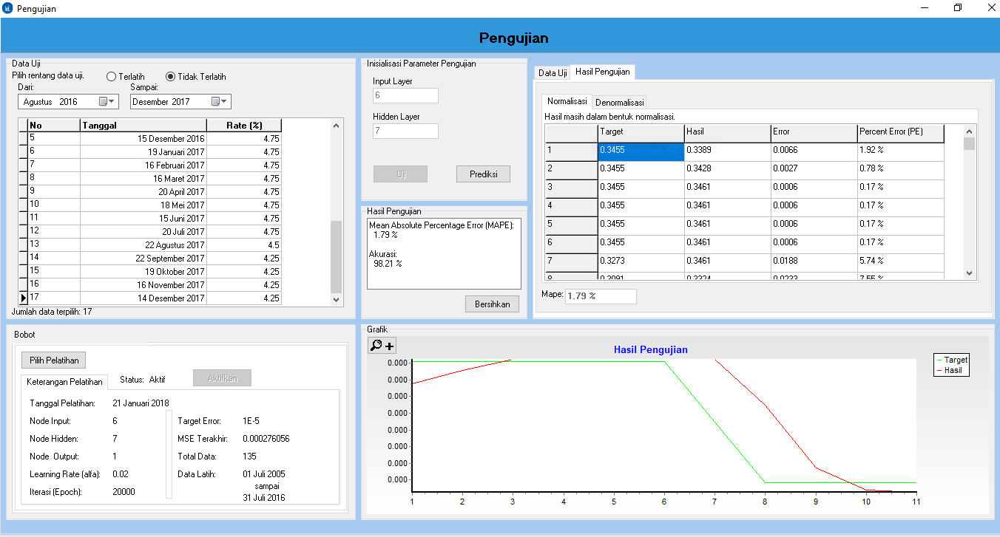 Pengujian
Pengujian
Data Uji
Pilih rentang data uji.
Terlatih
Tidak Terlatih
Dari:
Sampai:
Agustus 2016
Desember 2017
No Tanggal Rate (%)
5 15 Desember 2016 4.75
6 19 Januari 2017 4.75
7 16 Februari 2017 4.75
8 16 Maret 2017 4.75
9 20 April 2017 4.75
10 18 Mei 2017 4.75
11 15 Juni 2017 4.75
12 20 Juli 2017 4.75
13 22 Agustus 2017 4.5
14 22 September 2017 4.25
15 19 Oktober 2017 4.25
16 16 November 2017 4.25
17 14 Desember 2017 4.25
Jumlah data terpilih: 17
Inisialisasi Parameter Pengujian
Input Layer
6
Hidden Layer
7
Uji
Prediksi
Hasil Pengujian
Mean Absolute Percentage Error (MAPE):
1.79 %
Akurasi:
98.21 %
Bersihkan
Data Uji
Hasil Pengujian
Normalisasi
Denormalisasi
Hasil masih dalam bentuk normalisasi.
Target Hasil Error Percent Error (PE)
1 0.3455 0.3389 0.0066 1.92 %
2 0.3455 0.3428 0.0027 0.78 %
3 0.3455 0.3461 0.0006 0.17 %
4 0.3455 0.3461 0.0006 0.17 %
5 0.3455 0.3461 0.0006 0.17 %
6 0.3455 0.3461 0.0006 0.17 %
7 0.3273 0.3461 0.0188 5.74 %
8 0.3091 0.3324 0.0233 7.55 %
Mape: 1.79 %
Bobot
Pilih Pelatihan
Keterangan Pelatihan
Status: Aktif
Aktifkan
Tanggal Pelatihan: 21 Januari 2018
Node Input: 6
Node Hidden: 7
Node Output: 1
Learning Rate (alfa): 0.02
Iterasi (Epoch): 20000
Target Error: 1E-5
MSE Terakhir: 0.000276056
Total Data: 135
Data Latih: 01 Juli 2005
sampai
31 Juli 2016
Grafik
Hasil Pengujian
0.000
0.000
0.000
0.000
0.000
0.000
0.000
0.000
1 2 3 4 5 6 7 8 9 10 11
Target
Hasil